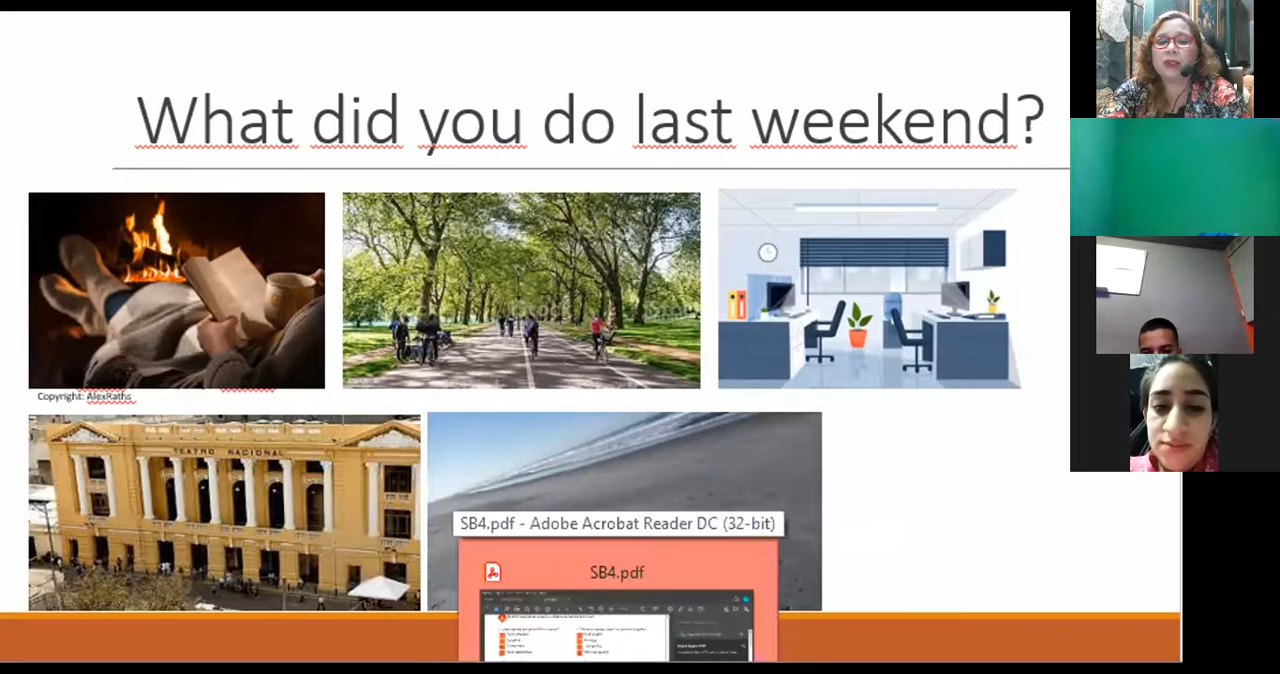 What did you do last weekend?
Copyright: AlexRaths
TEATRO NACIONAL
SB4.pdf - Adobe Acrobat Reader DC (32-bit)
SB4.pdf